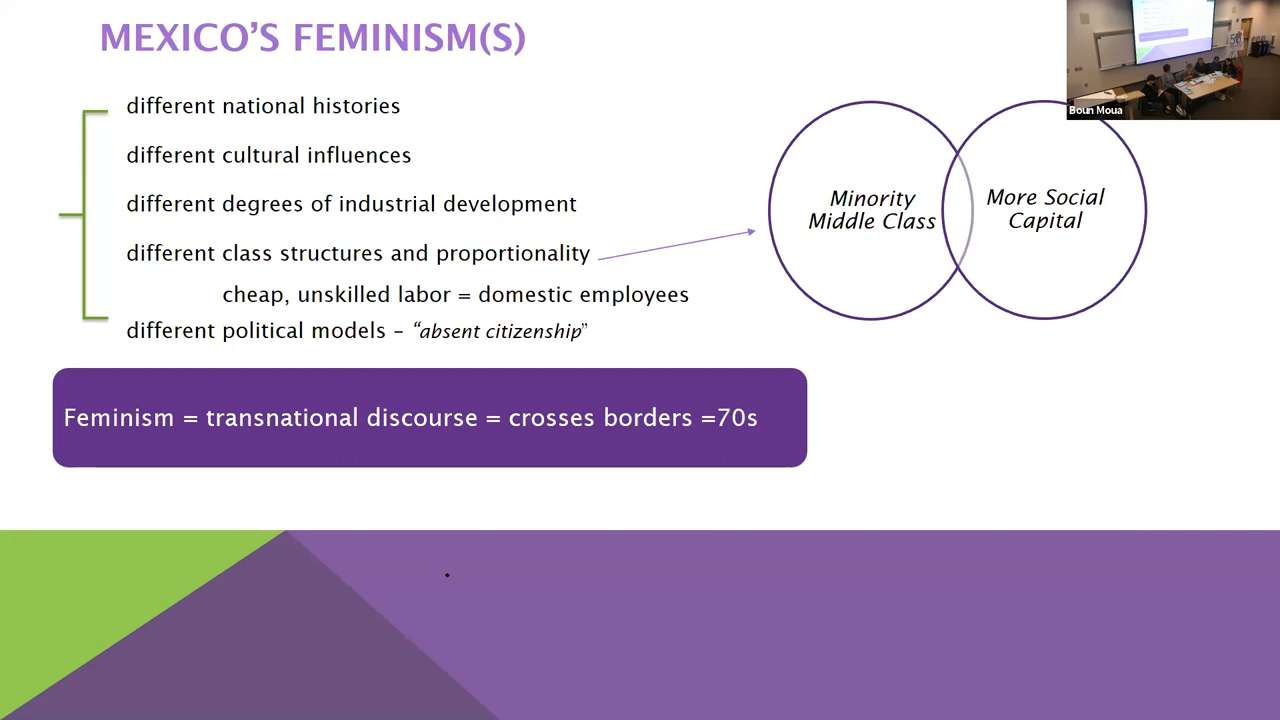 MEXICO’S FEMINISM(S)
different national histories
different cultural influences
different degrees of industrial development
different class structures and proportionality
cheap, unskilled labor = domestic employees
different political models – “absent citizenship”
Minority
Middle Class
More Social
Capital
Feminism = transnational discourse = crosses borders =70s
Boun Moua